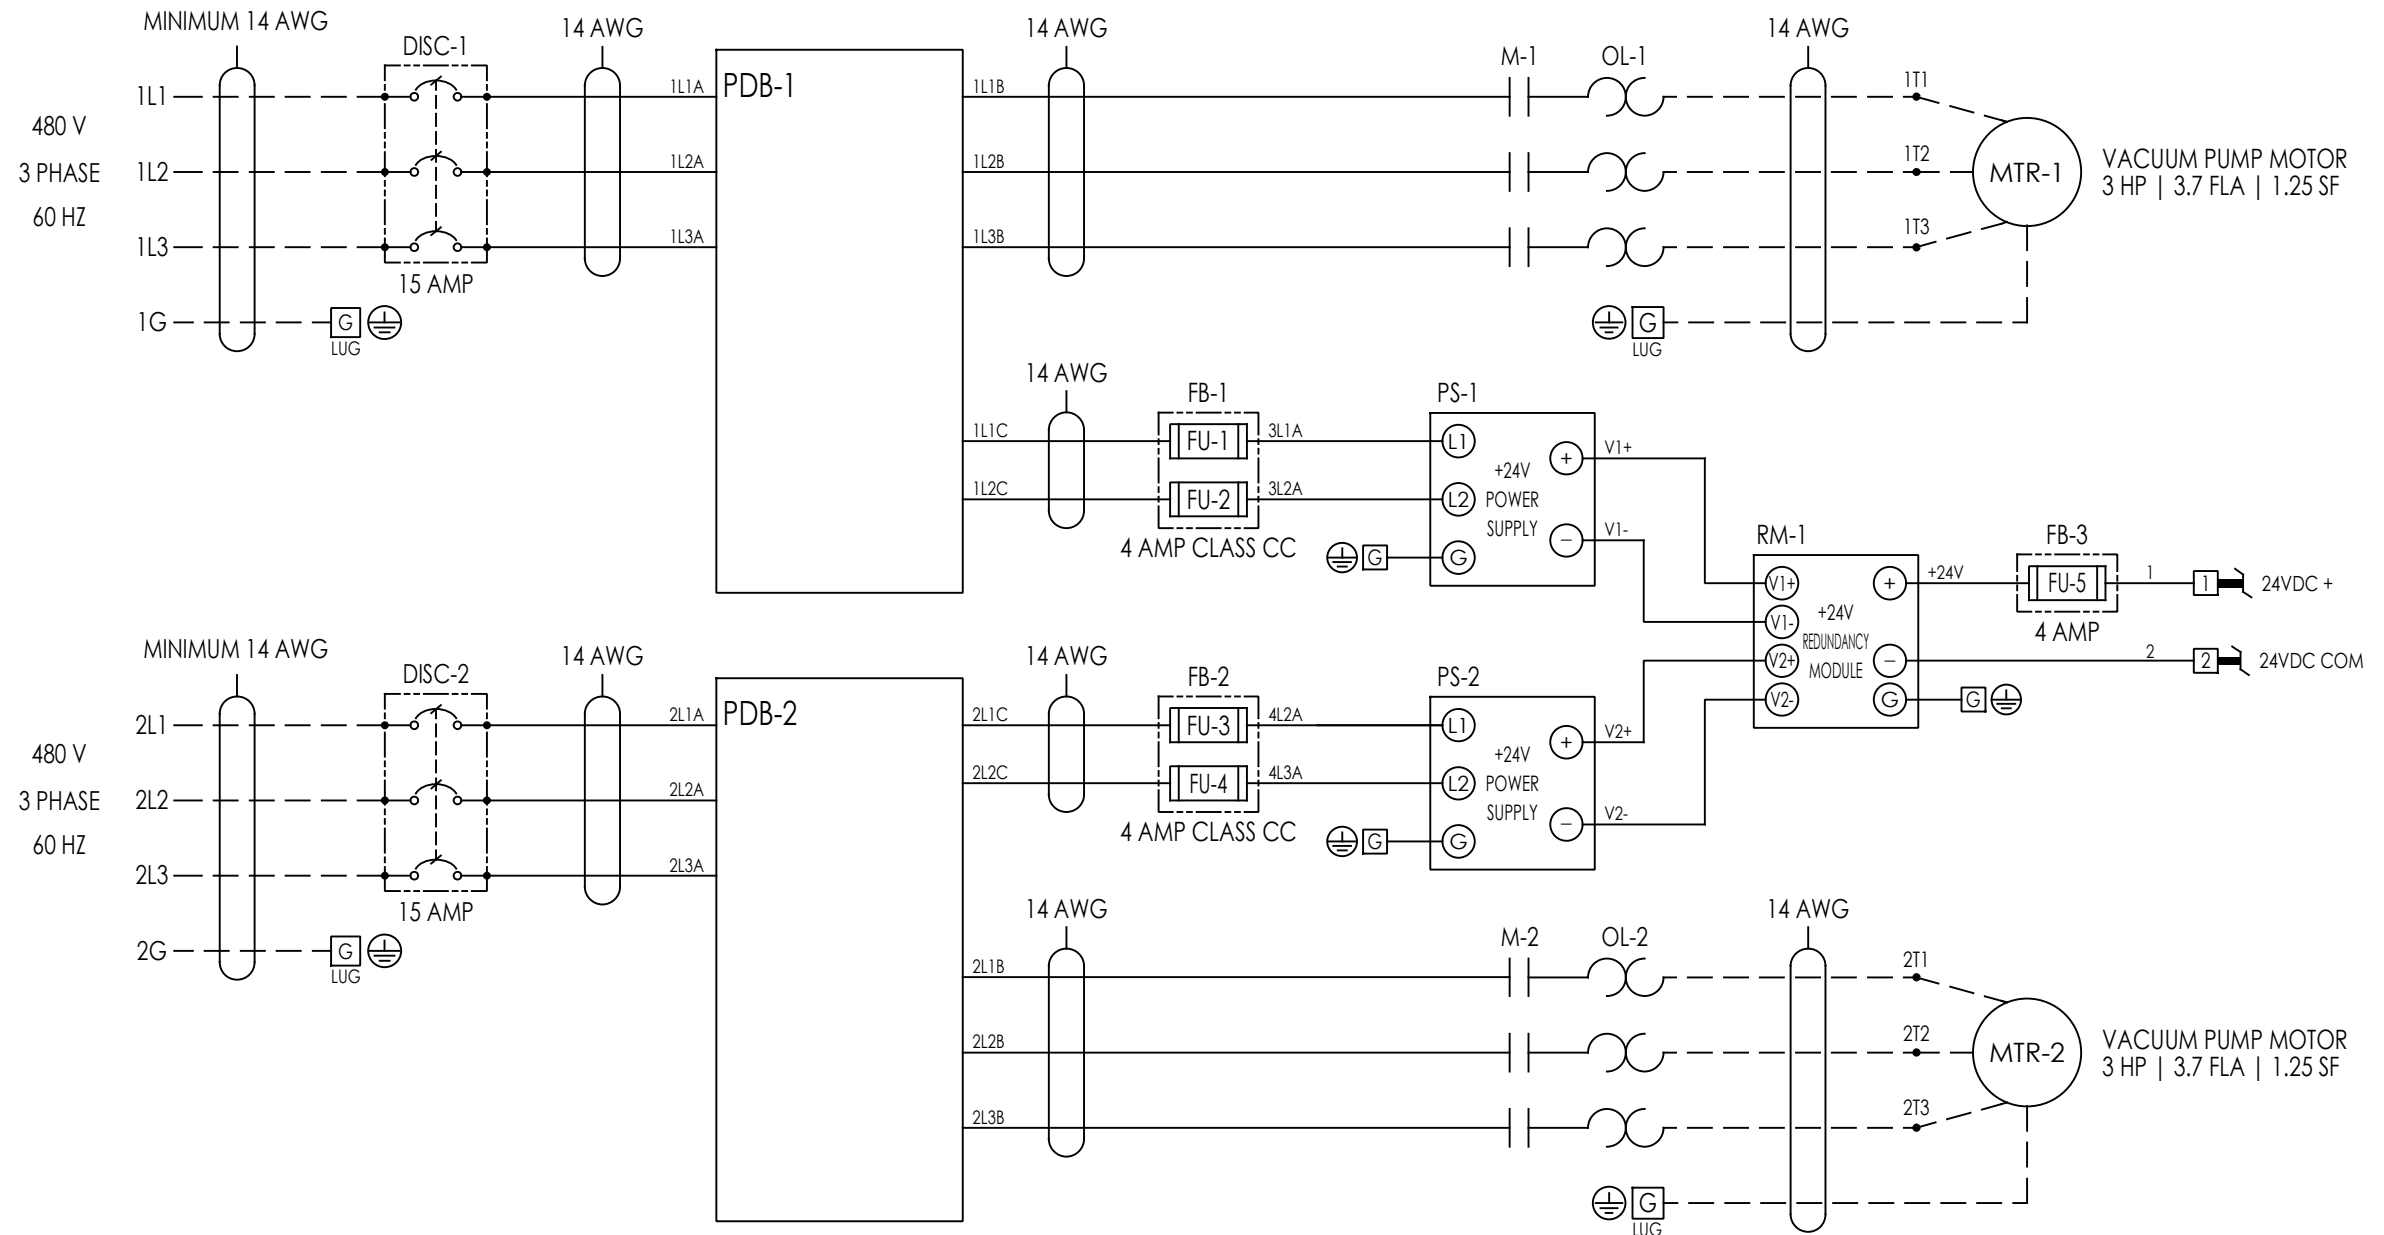 MINIMUM 14 AWG
DISC-1
14 AWG
480 V
3 PHASE
60 HZ
1L1
1L2
1L3
1G
G
LUG
15 AMP
1L1A
1L2A
1L3A
PDB-1
14 AWG
1L1B
1L2B
1L3B
M-1
OL-1
14 AWG
1T1
1T2
1T3
MTR-1
VACUUM PUMP MOTOR
3 HP | 3.7 FLA | 1.25 SF
G
LUG
14 AWG
1L1C
1L2C
FB-1
FU-1
FU-2
4 AMP CLASS CC
3L1A
3L2A
PS-1
L1
L2
G
G
+24V
POWER
SUPPLY
+
−
V1+
V1-
RM-1
V1+
V1-
V2+
V2-
+24V
REDUNDANCY
MODULE
+
−
G
G
+24V
FB-3
FU-5
4 AMP
1
1
24VDC +
2
2
24VDC COM
MINIMUM 14 AWG
DISC-2
14 AWG
480 V
3 PHASE
60 HZ
2L1
2L2
2L3
2G
G
LUG
15 AMP
2L1A
2L2A
2L3A
PDB-2
14 AWG
2L1C
2L2C
FB-2
FU-3
FU-4
4 AMP CLASS CC
4L2A
4L3A
PS-2
L1
L2
G
G
+24V
POWER
SUPPLY
+
−
V2+
V2-
14 AWG
2L1B
2L2B
2L3B
M-2
OL-2
14 AWG
2T1
2T2
2T3
MTR-2
VACUUM PUMP MOTOR
3 HP | 3.7 FLA | 1.25 SF
G
LUG